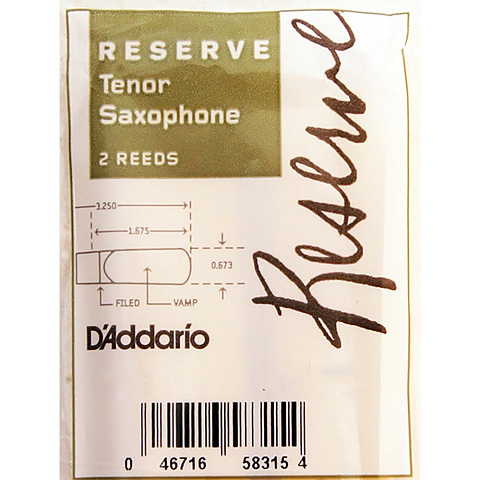 RESERVE
Tenor
Saxophone
2 REEDS
Reserve
3.250
1.675
0.673
FILED
VAMP
D'Addario
0 46716 58315 4